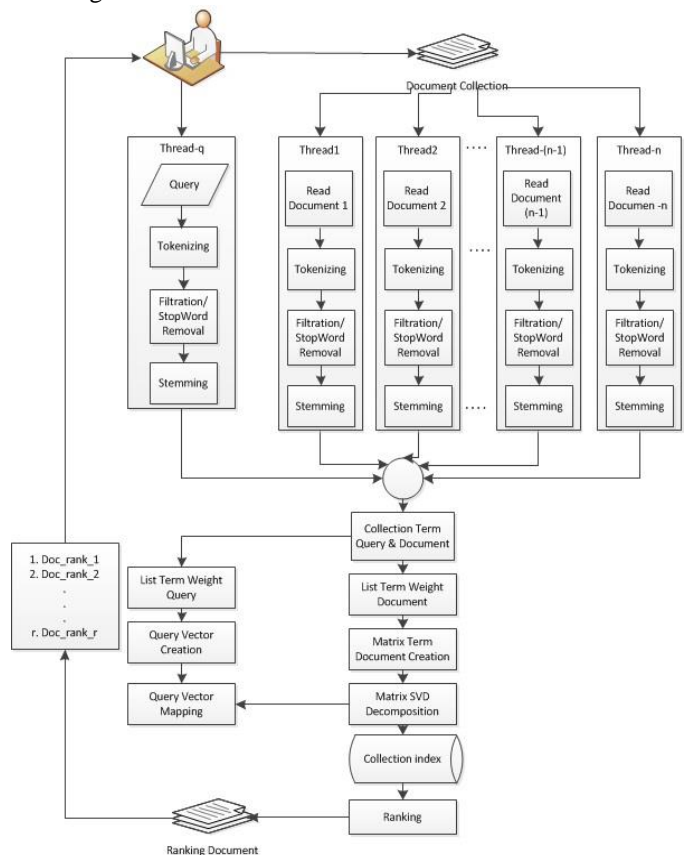 Document Collection
Thread-q
Query
Tokenizing
Filtration/
StopWord
Removal
Stemming
Thread1
Read
Document 1
Tokenizing
Filtration/
StopWord
Removal
Stemming
Thread2
Read
Document 2
Tokenizing
Filtration/
StopWord
Removal
Stemming
....
....
....
Thread-(n-1)
Read
Document
(n-1)
Tokenizing
Filtration/
StopWord
Removal
Stemming
Thread-n
Read
Documen -n
Tokenizing
Filtration/
StopWord
Removal
Stemming
Collection Term
Query & Document
List Term Weight
Query
Query Vector
Creation
Query Vector
Mapping
List Term Weight
Document
Matrix Term
Document Creation
Matrix SVD
Decomposition
Collection index
Ranking
Ranking Document
1. Doc_rank_1
2. Doc_rank_2
.
.
.
r. Doc_rank_r